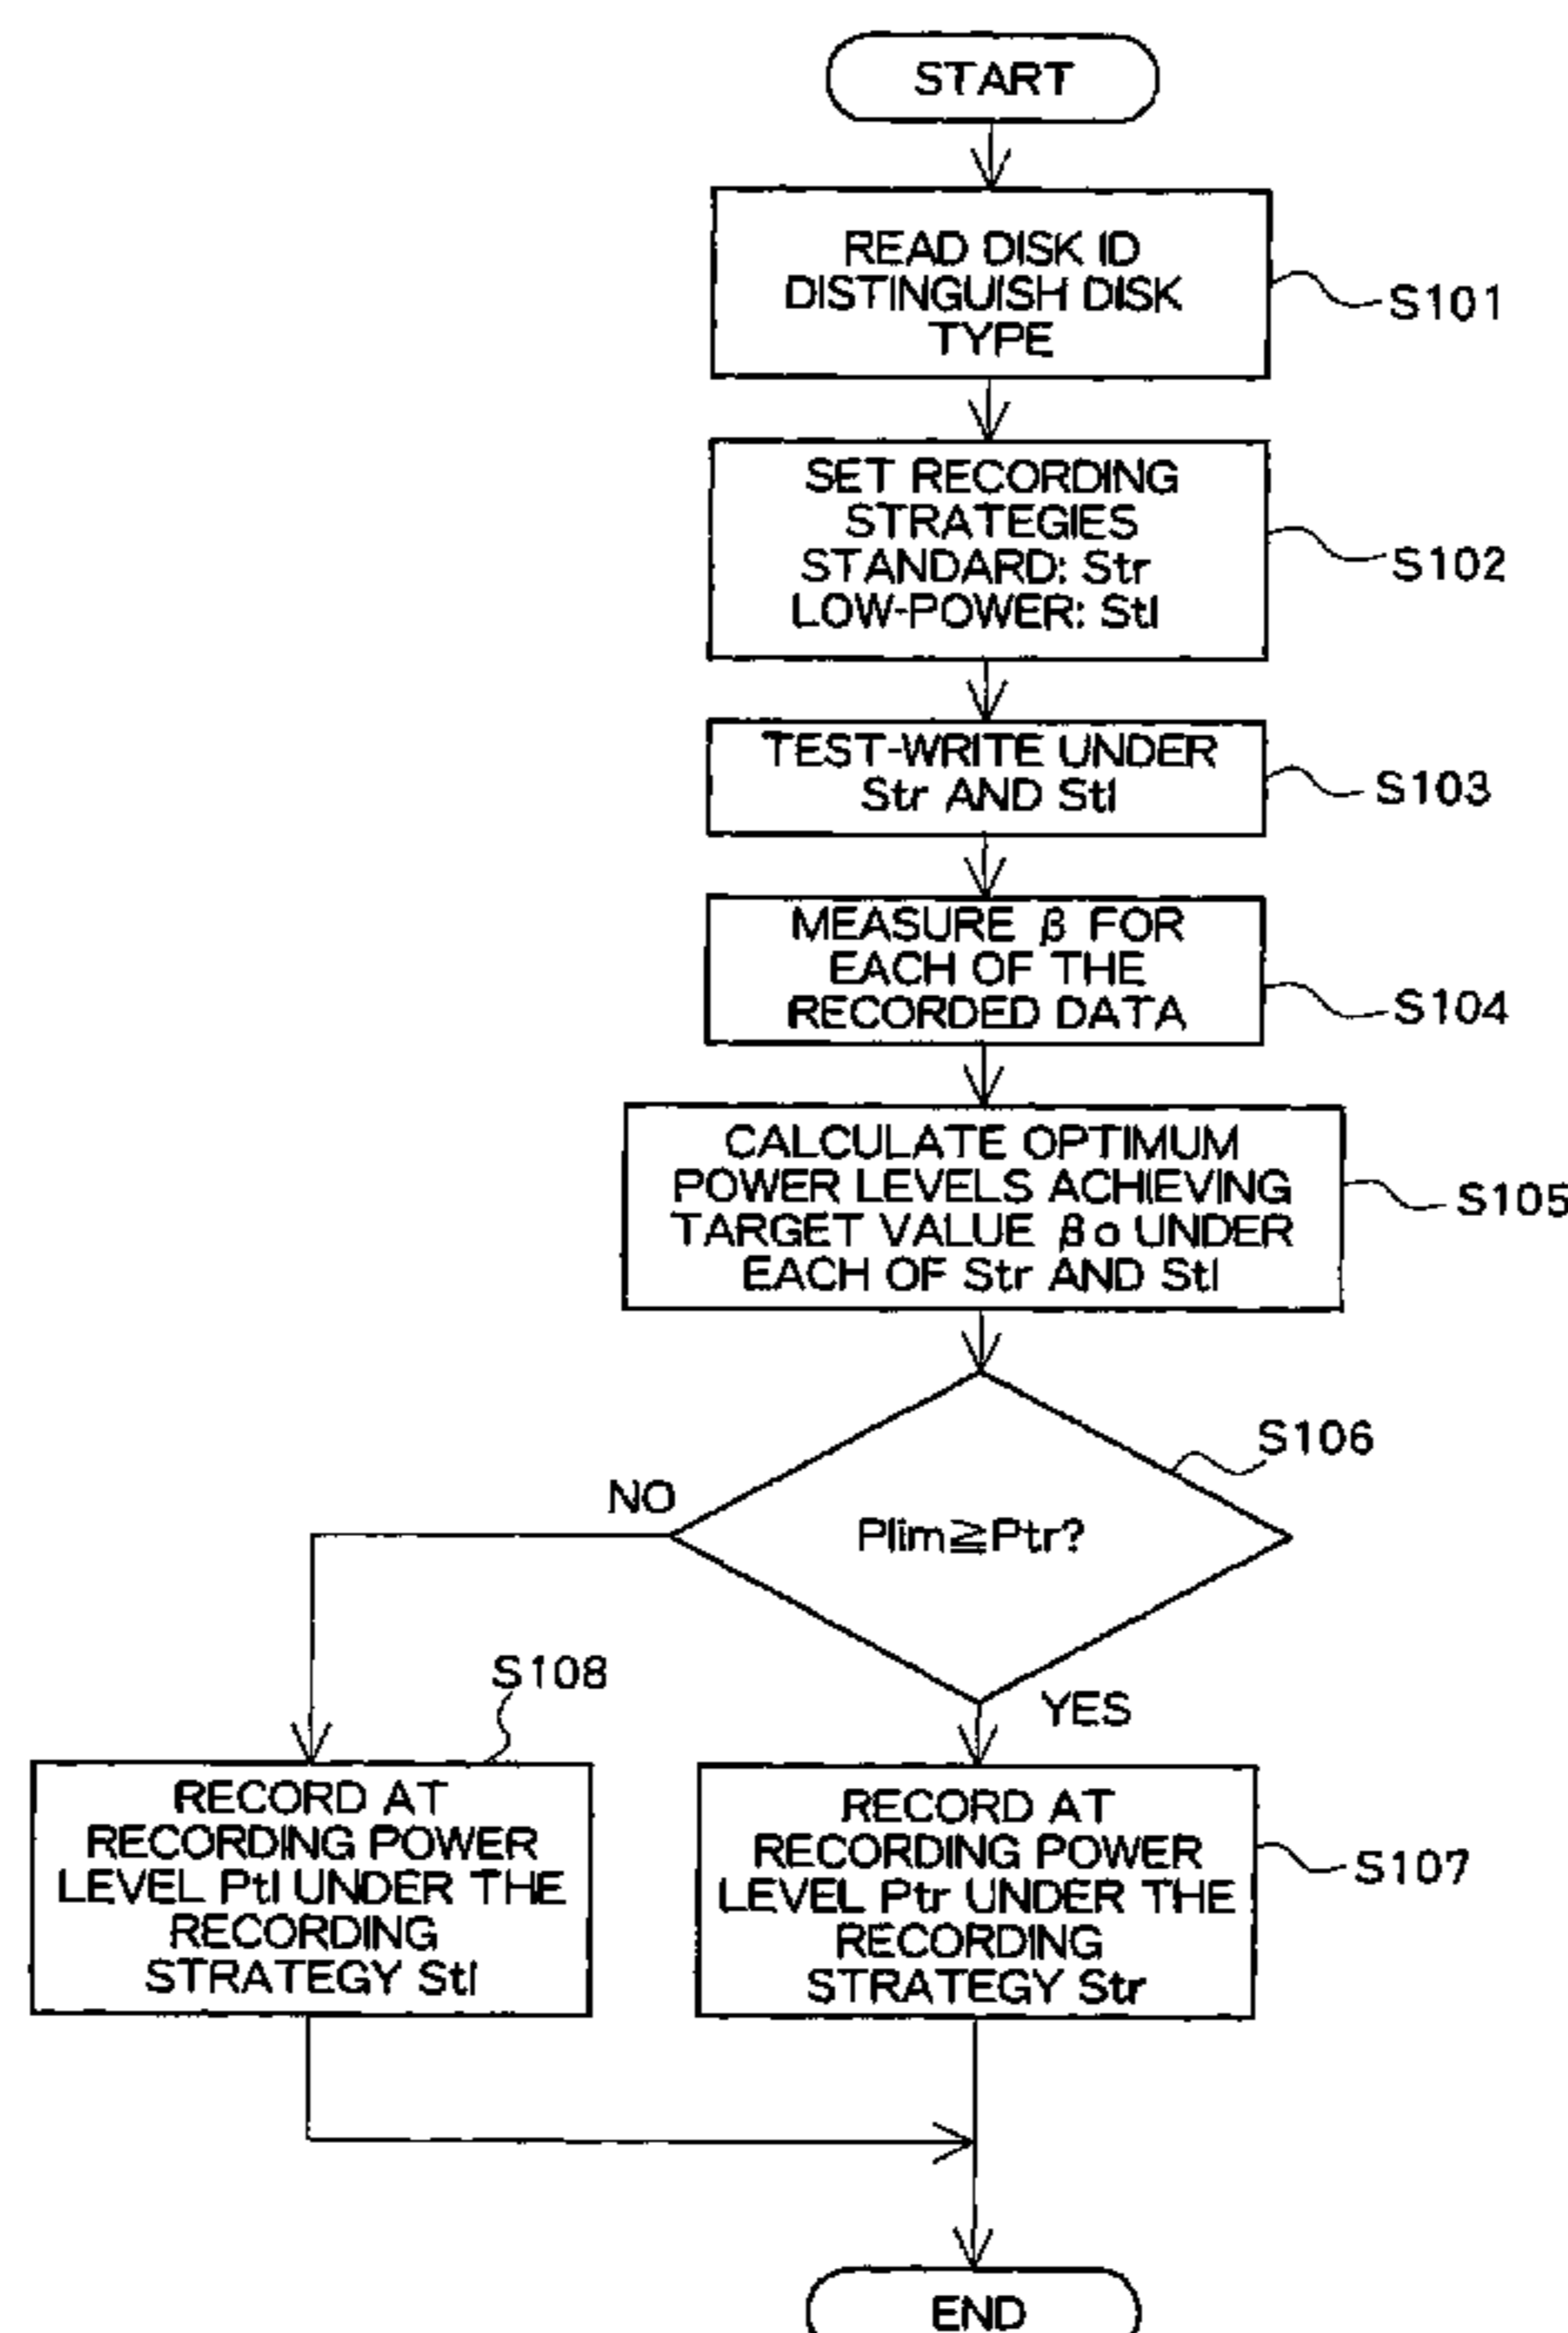 START
READ DISK ID
DISTINGUISH DISK
TYPE
S101
SET RECORDING
STRATEGIES
STANDARD: Str
LOW-POWER: Stl
S102
TEST-WRITE UNDER
Str AND Stl
S103
MEASURE β FOR
EACH OF THE
RECORDED DATA
S104
CALCULATE OPTIMUM
POWER LEVELS ACHIEVING
TARGET VALUE βo UNDER
EACH OF Str AND Stl
S105
S106
Plim≧Ptr?
NO
YES
S108
RECORD AT
RECORDING POWER
LEVEL Ptl UNDER THE
RECORDING
STRATEGY Stl
RECORD AT
RECORDING POWER
LEVEL Ptr UNDER THE
RECORDING
STRATEGY Str
S107
END